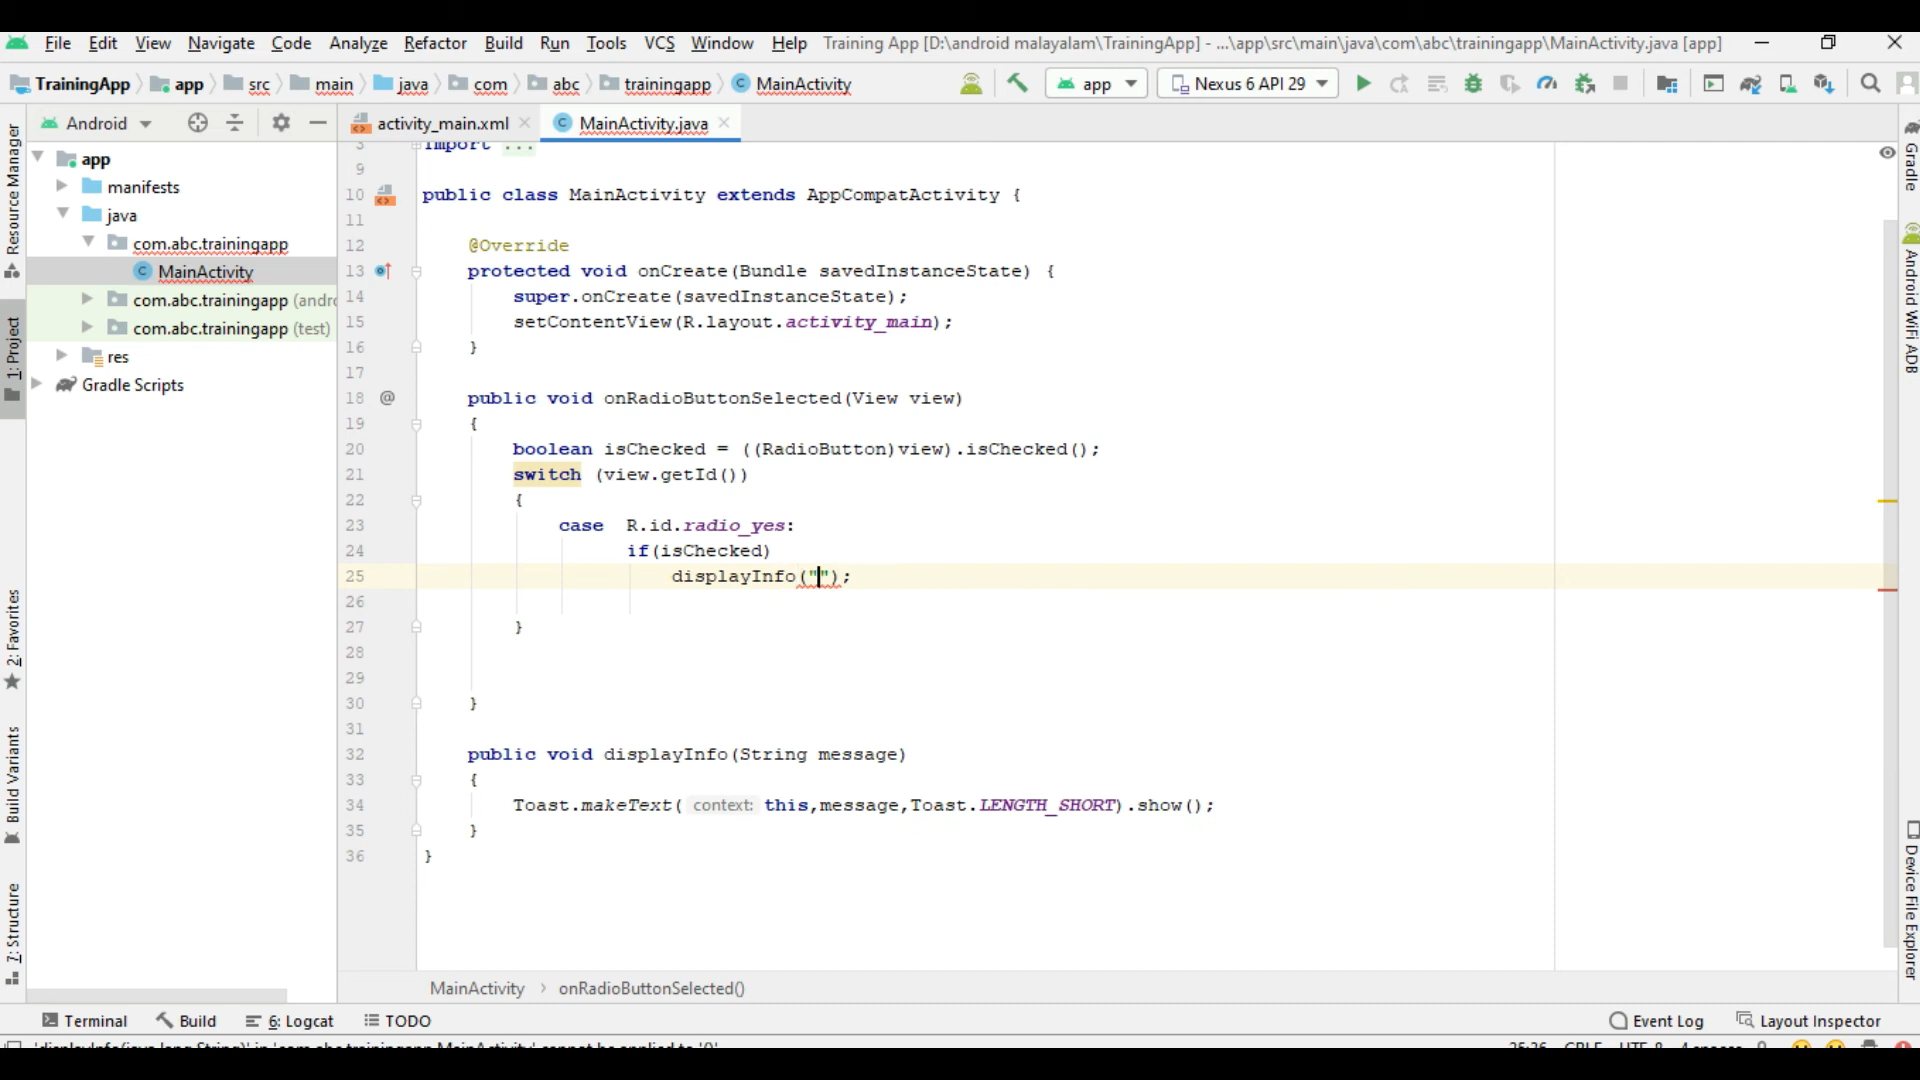 File Edit View Navigate Code Analyze Refactor Build Run Tools VCS Window Help Training App [D:\android malayalam\TrainingApp] - ...\app\src\main\java\com\abc\trainingapp\MainActivity.java [app]
TrainingApp app src main java com abc trainingapp MainActivity app Nexus 6 API 29
Android activity_main.xml MainActivity.java
app
manifests
java
com.abc.trainingapp
MainActivity
com.abc.trainingapp (andro
com.abc.trainingapp (test)
res
Gradle Scripts
Resource Manager
1: Project
2: Favorites
Build Variants
7: Structure
3 import ...
9
10 public class MainActivity extends AppCompatActivity {
11
12 @Override
13 protected void onCreate(Bundle savedInstanceState) {
14 super.onCreate(savedInstanceState);
15 setContentView(R.layout.activity_main);
16 }
17
18 @ public void onRadioButtonSelected(View view)
19 {
20 boolean isChecked = ((RadioButton)view).isChecked();
21 switch (view.getId())
22 {
23 case R.id.radio_yes:
24 if(isChecked)
25 displayInfo("");
26
27 }
28
29
30 }
31
32 public void displayInfo(String message)
33 {
34 Toast.makeText( context: this,message,Toast.LENGTH_SHORT).show();
35 }
36 }
Gradle
Android WiFi ADB
Device File Explorer
MainActivity › onRadioButtonSelected()
Terminal Build 6: Logcat TODO Event Log Layout Inspector